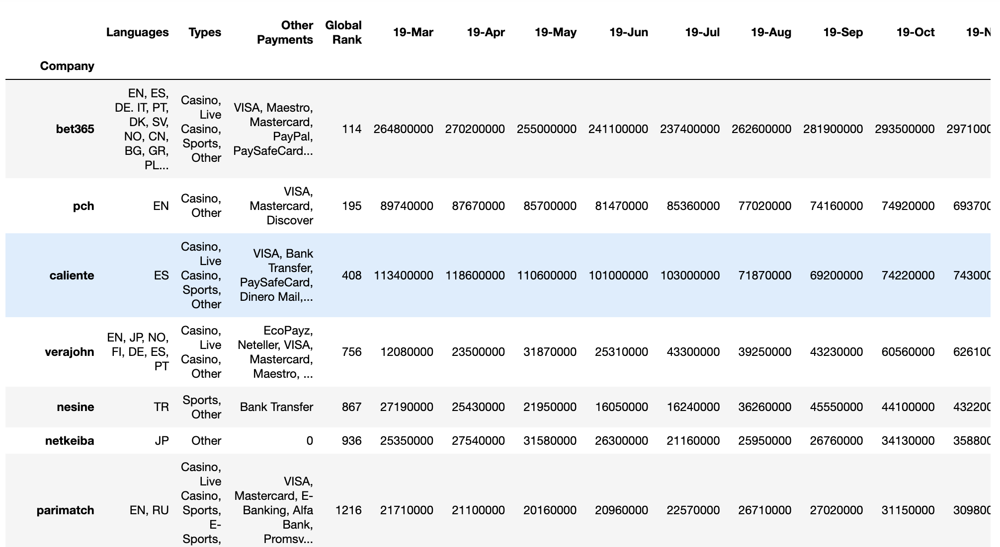 Languages Types Other Payments Global Rank 19-Mar 19-Apr 19-May 19-Jun 19-Jul 19-Aug 19-Sep 19-Oct 19-N
Company
bet365 EN, ES, DE. IT, PT, DK, SV, NO, CN, BG, GR, PL... Casino, Live Casino, Sports, Other VISA, Maestro, Mastercard, PayPal, PaySafeCard... 114 264800000 270200000 255000000 241100000 237400000 262600000 281900000 293500000 2971000
pch EN Casino, Other VISA, Mastercard, Discover 195 89740000 87670000 85700000 81470000 85360000 77020000 74160000 74920000 693700
caliente ES Casino, Live Casino, Sports, Other VISA, Bank Transfer, PaySafeCard, Dinero Mail,... 408 113400000 118600000 110600000 101000000 103000000 71870000 69200000 74220000 743000
verajohn EN, JP, NO, FI, DE, ES, PT Casino, Live Casino, Other EcoPayz, Neteller, VISA, Mastercard, Maestro, ... 756 12080000 23500000 31870000 25310000 43300000 39250000 43230000 60560000 626100
nesine TR Sports, Other Bank Transfer 867 27190000 25430000 21950000 16050000 16240000 36260000 45550000 44100000 432200
netkeiba JP Other 0 936 25350000 27540000 31580000 26300000 21160000 25950000 26760000 34130000 358800
parimatch EN, RU Casino, Live Casino, Sports, E-Sports, VISA, Mastercard, E-Banking, Alfa Bank, Promsv... 1216 21710000 21100000 20160000 20960000 22570000 26710000 27020000 31150000 309800